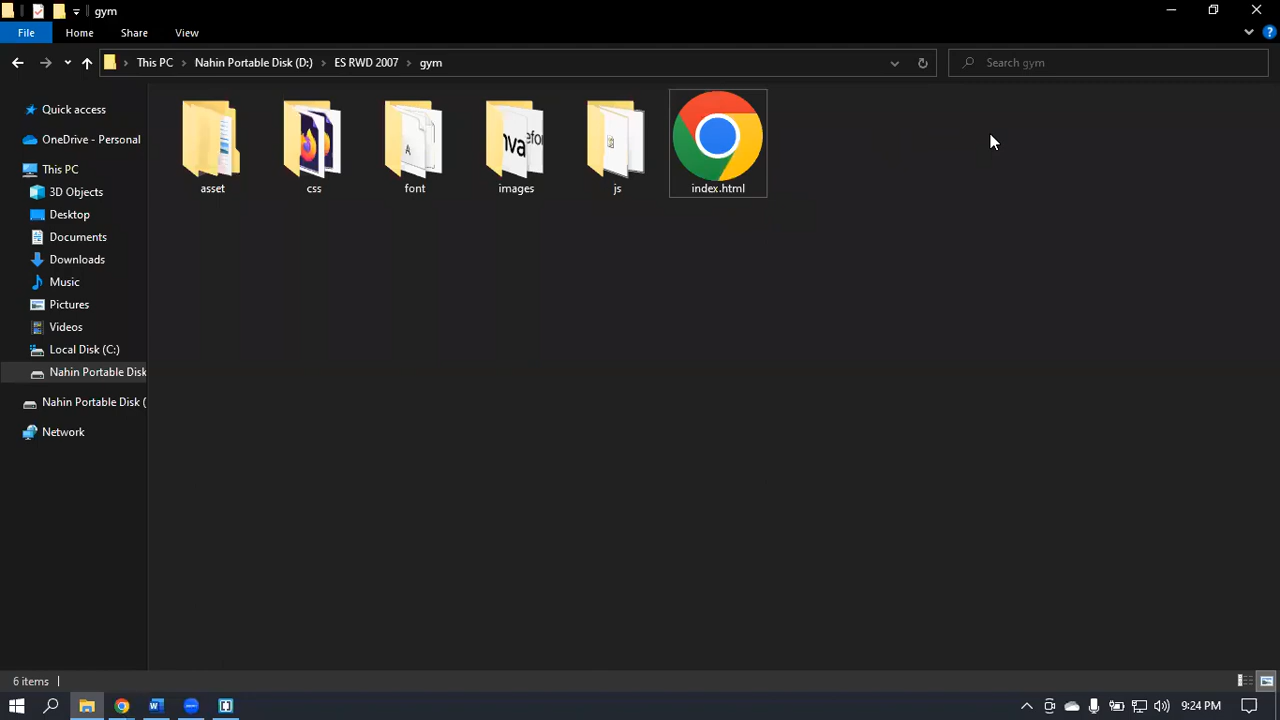 gym
File Home Share View
This PC Nahin Portable Disk (D:) ES RWD 2007 gym
Search gym
Quick access
OneDrive - Personal
This PC
3D Objects
Desktop
Documents
Downloads
Music
Pictures
Videos
Local Disk (C:)
Nahin Portable Disk
Nahin Portable Disk (
Network
asset css font images js index.html
6 items
9:24 PM